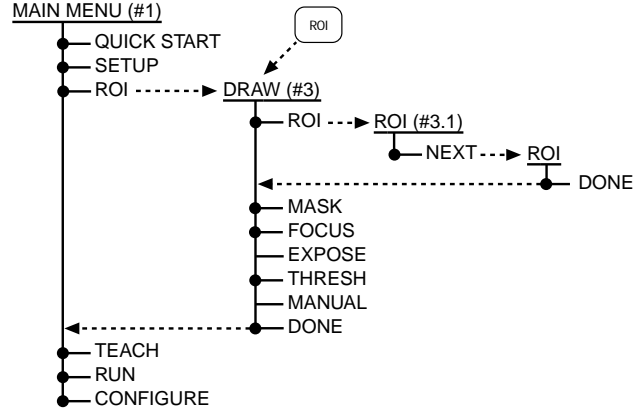 MAIN MENU (#1)
ROI
QUICK START
SETUP
ROI
DRAW (#3)
ROI
ROI (#3.1)
NEXT
ROI
DONE
MASK
FOCUS
EXPOSE
THRESH
MANUAL
DONE
TEACH
RUN
CONFIGURE